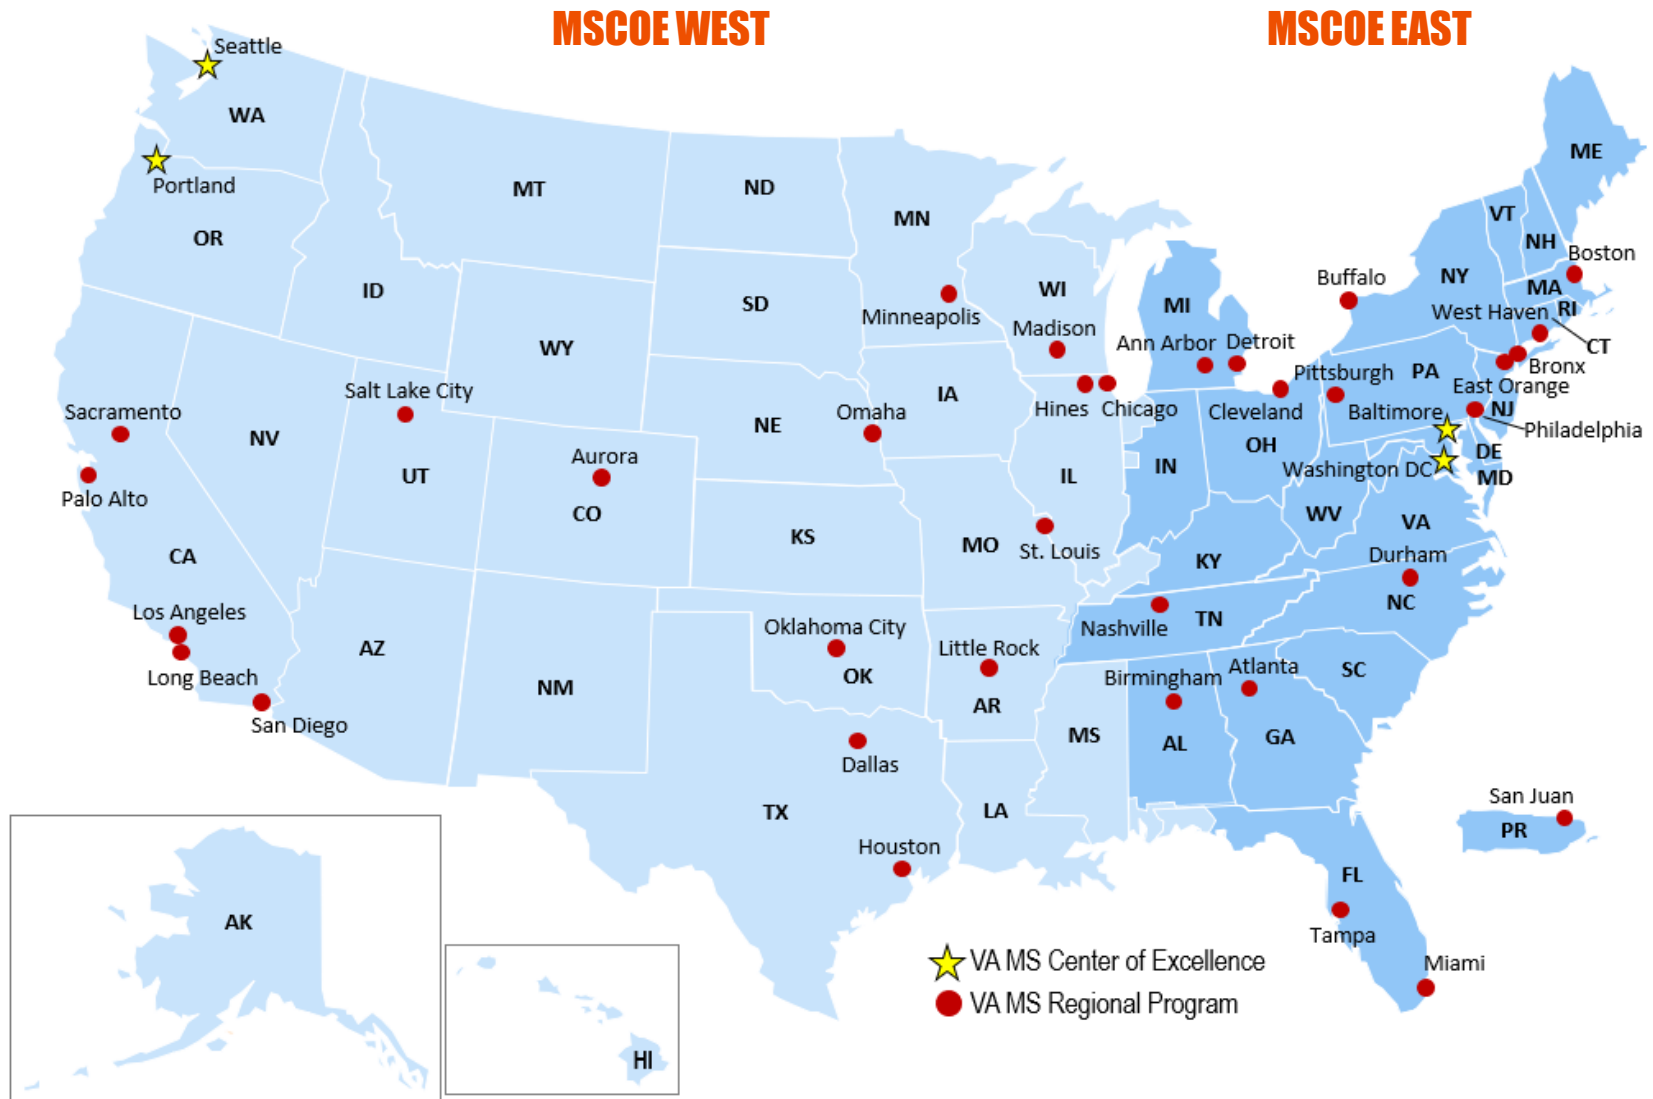 MSCOE WEST
MSCOE EAST
Seattle
WA
Portland
OR
MT
ND
MN
ID
SD
WI
Minneapolis
Madison
WY
MI
Ann Arbor
Detroit
ME
VT
NH
Boston
NY
MA
RI
Buffalo
West Haven
CT
Bronx
East Orange
Pittsburgh
PA
NJ
Baltimore
Philadelphia
Cleveland
OH
Washington DC
DE
MD
Hines
Chicago
IA
Omaha
NE
Salt Lake City
Sacramento
NV
UT
Aurora
CO
Palo Alto
CA
IL
IN
WV
VA
KS
MO
St. Louis
KY
Durham
NC
Los Angeles
Long Beach
San Diego
AZ
NM
Oklahoma City
OK
Little Rock
AR
Nashville
TN
Birmingham
Atlanta
SC
MS
AL
GA
Dallas
TX
LA
Houston
San Juan
PR
FL
Tampa
Miami
AK
HI
VA MS Center of Excellence
VA MS Regional Program